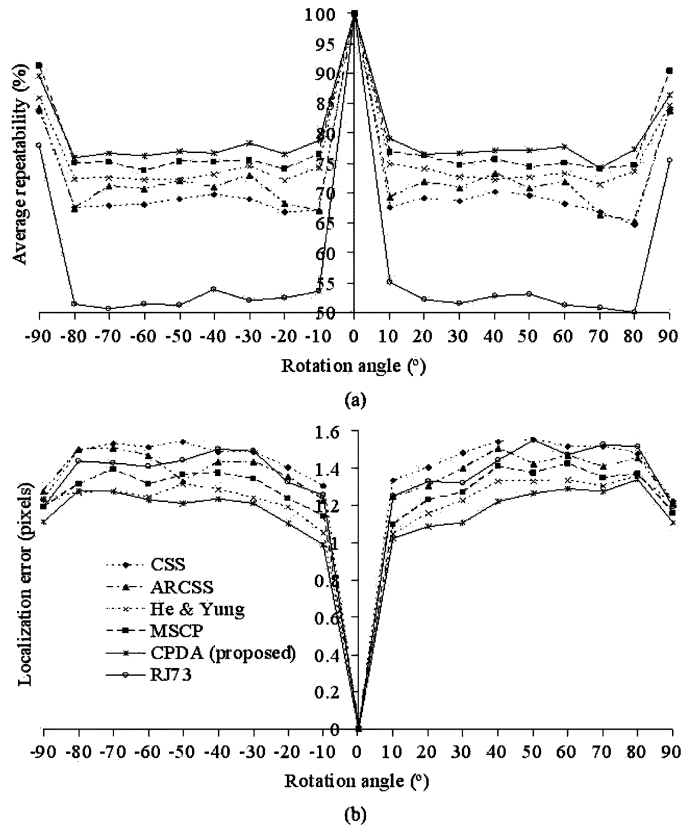 100
95
90
85
80
75
70
65
60
55
50
Average repeatability (%)
-90 -80 -70 -60 -50 -40 -30 -20 -10 0 10 20 30 40 50 60 70 80 90
Rotation angle (º)
(a)
1.6
1.4
1.2
1
0.8
0.6
0.4
0.2
0
Localization error (pixels)
CSS
ARCSS
He & Yung
MSCP
CPDA (proposed)
RJ73
-90 -80 -70 -60 -50 -40 -30 -20 -10 0 10 20 30 40 50 60 70 80 90
Rotation angle (º)
(b)